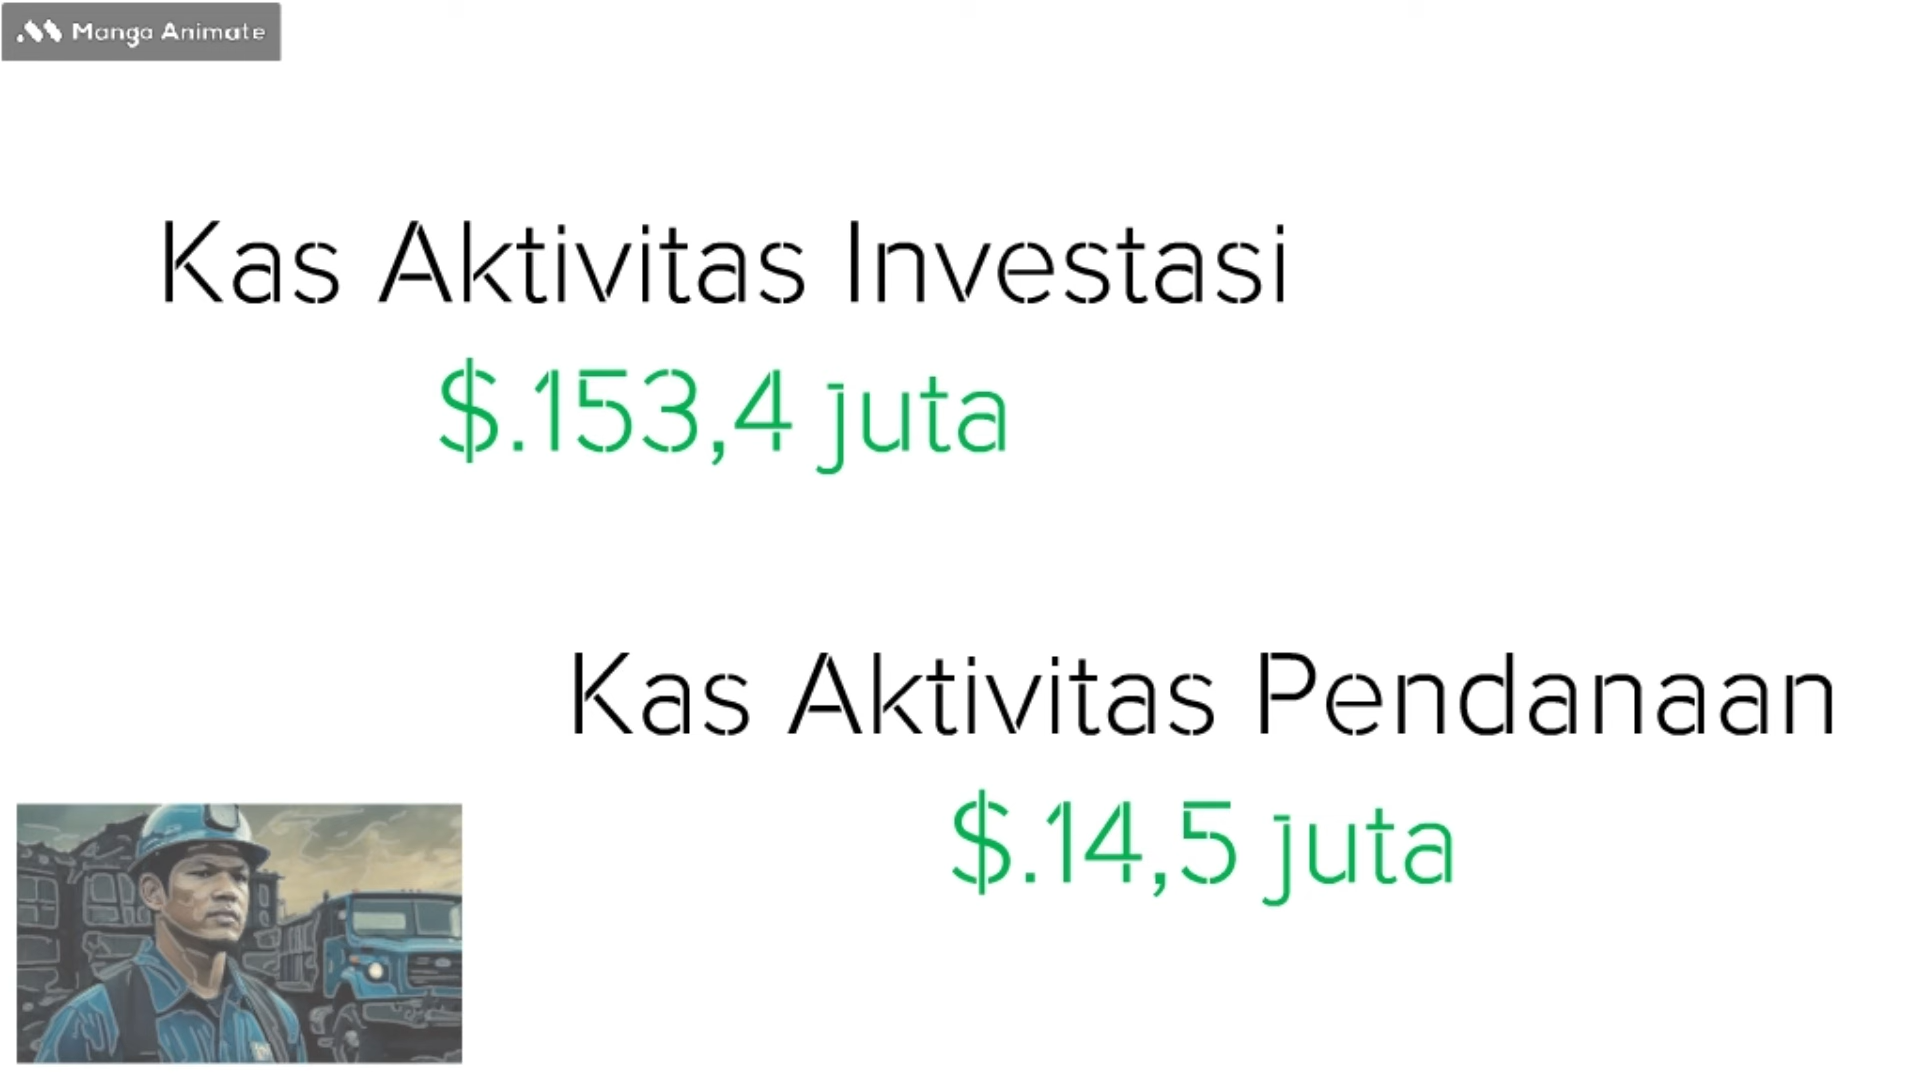 Manga Animate
Kas Aktivitas Investasi
$.153,4 juta
Kas Aktivitas Pendanaan
$.14,5 juta